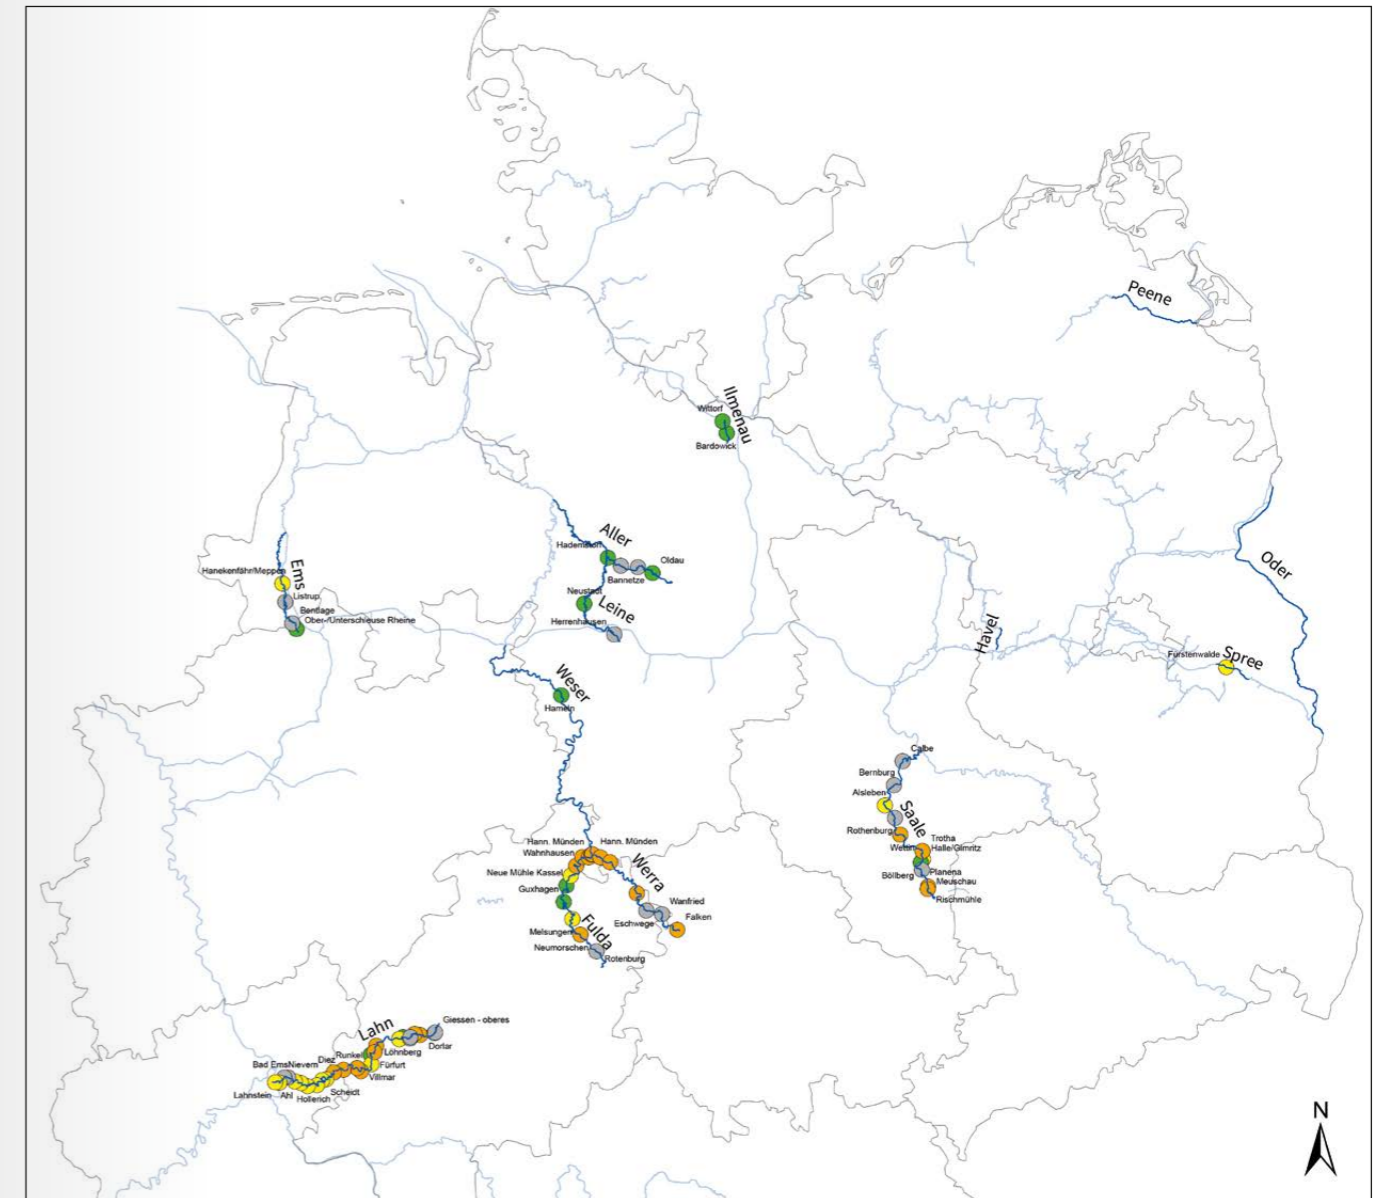 Peene
Ilmenau
Wittorf
Bardowick
Aller
Hademstorf
Oldau
Bannetze
Ems
Hanekenfähr/Meppen
Listrup
Bentlage
Ober-/Unterschleuse Rheine
Neustadt
Leine
Herrenhausen
Oder
Havel
Fürstenwalde
Spree
Weser
Hameln
Calbe
Bernburg
Alsleben
Saale
Rothenburg
Trotha
Wettin
Halle/Gimritz
Böllberg
Planena
Meuschau
Rischmühle
Hann. Münden
Hann. Münden
Wahnhausen
Werra
Neue Mühle Kassel
Guxhagen
Wanfried
Eschwege
Falken
Fulda
Melsungen
Neumorschen
Rotenburg
Lahn
Giessen - oberes
Dorlar
Löhnberg
Runkel
Diez
Fürfurt
Bad Ems
Nievern
Villmar
Scheidt
Lahnstein
Ahl
Hollerich
N